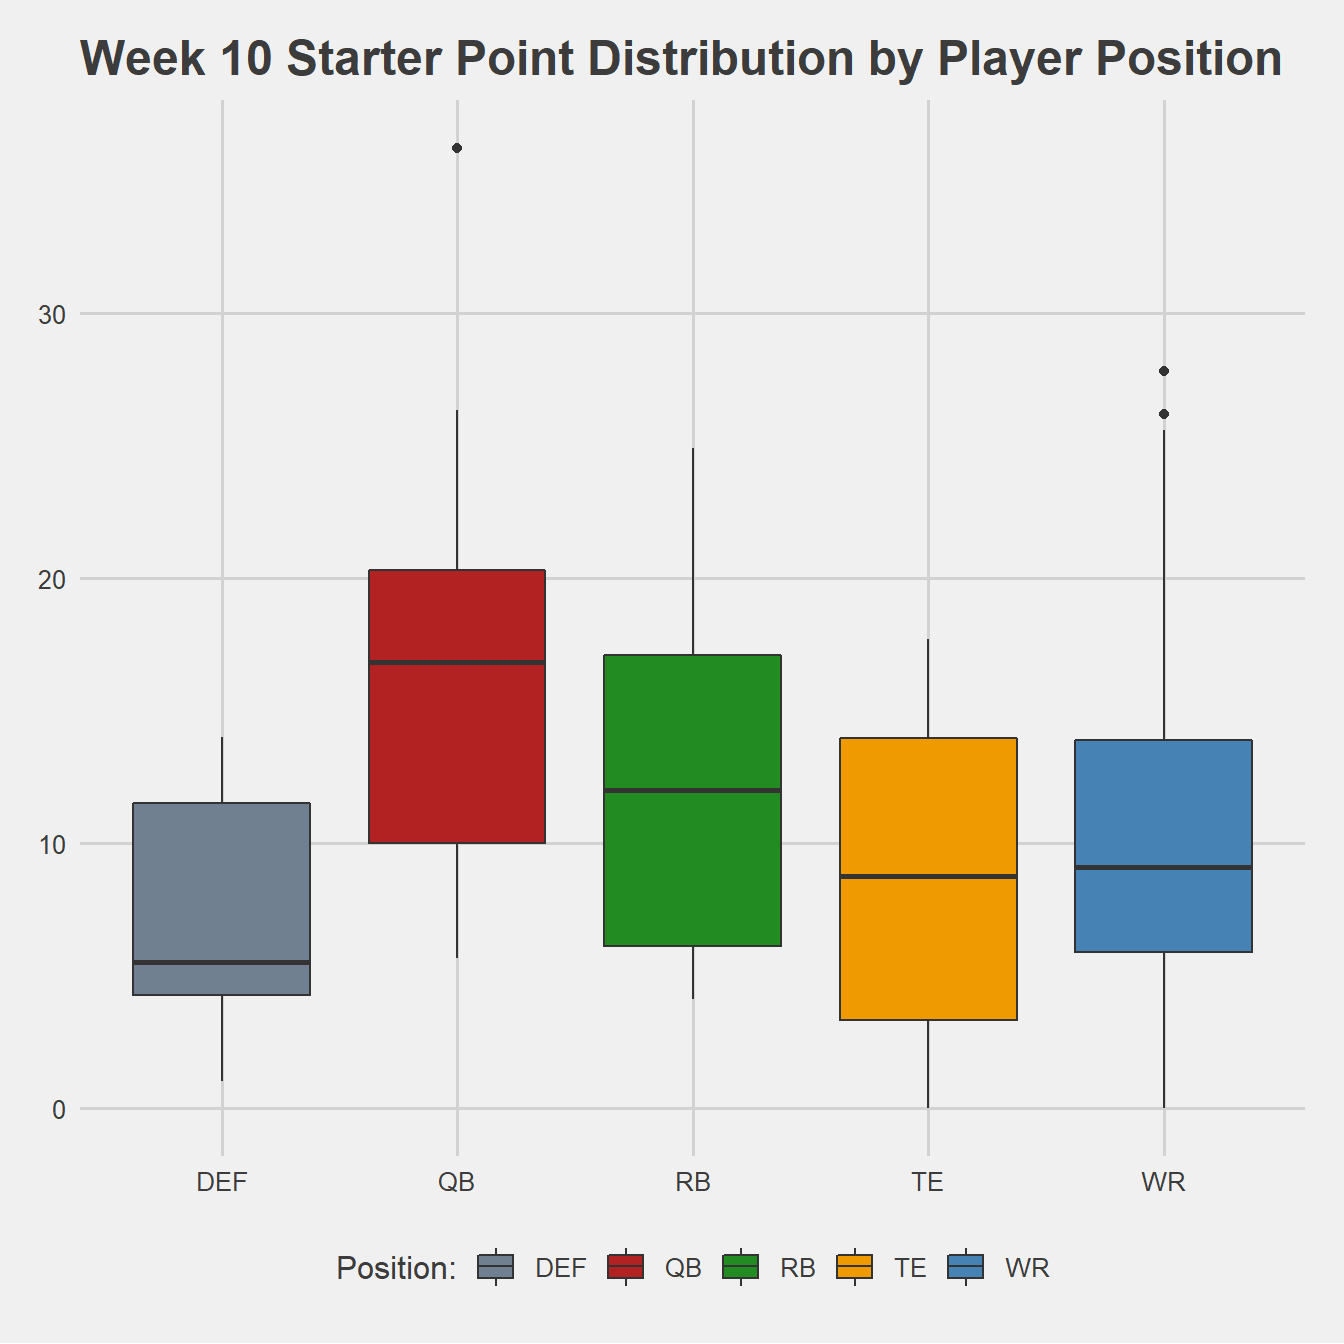 Week 10 Starter Point Distribution by Player Position
30
20
10
0
DEF QB RB TE WR
Position: DEF QB RB TE WR